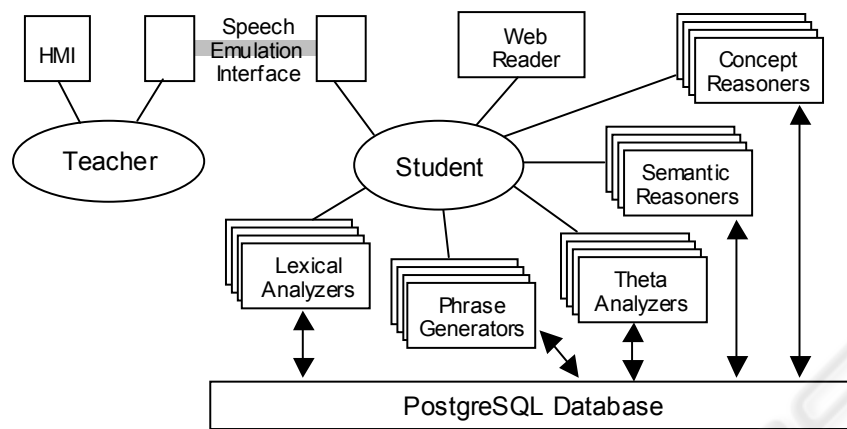 HMI
Speech
Emulation
Interface
Web
Reader
Concept
Reasoners
Teacher
Student
Semantic
Reasoners
Lexical
Analyzers
Phrase
Generators
Theta
Analyzers
PostgreSQL Database